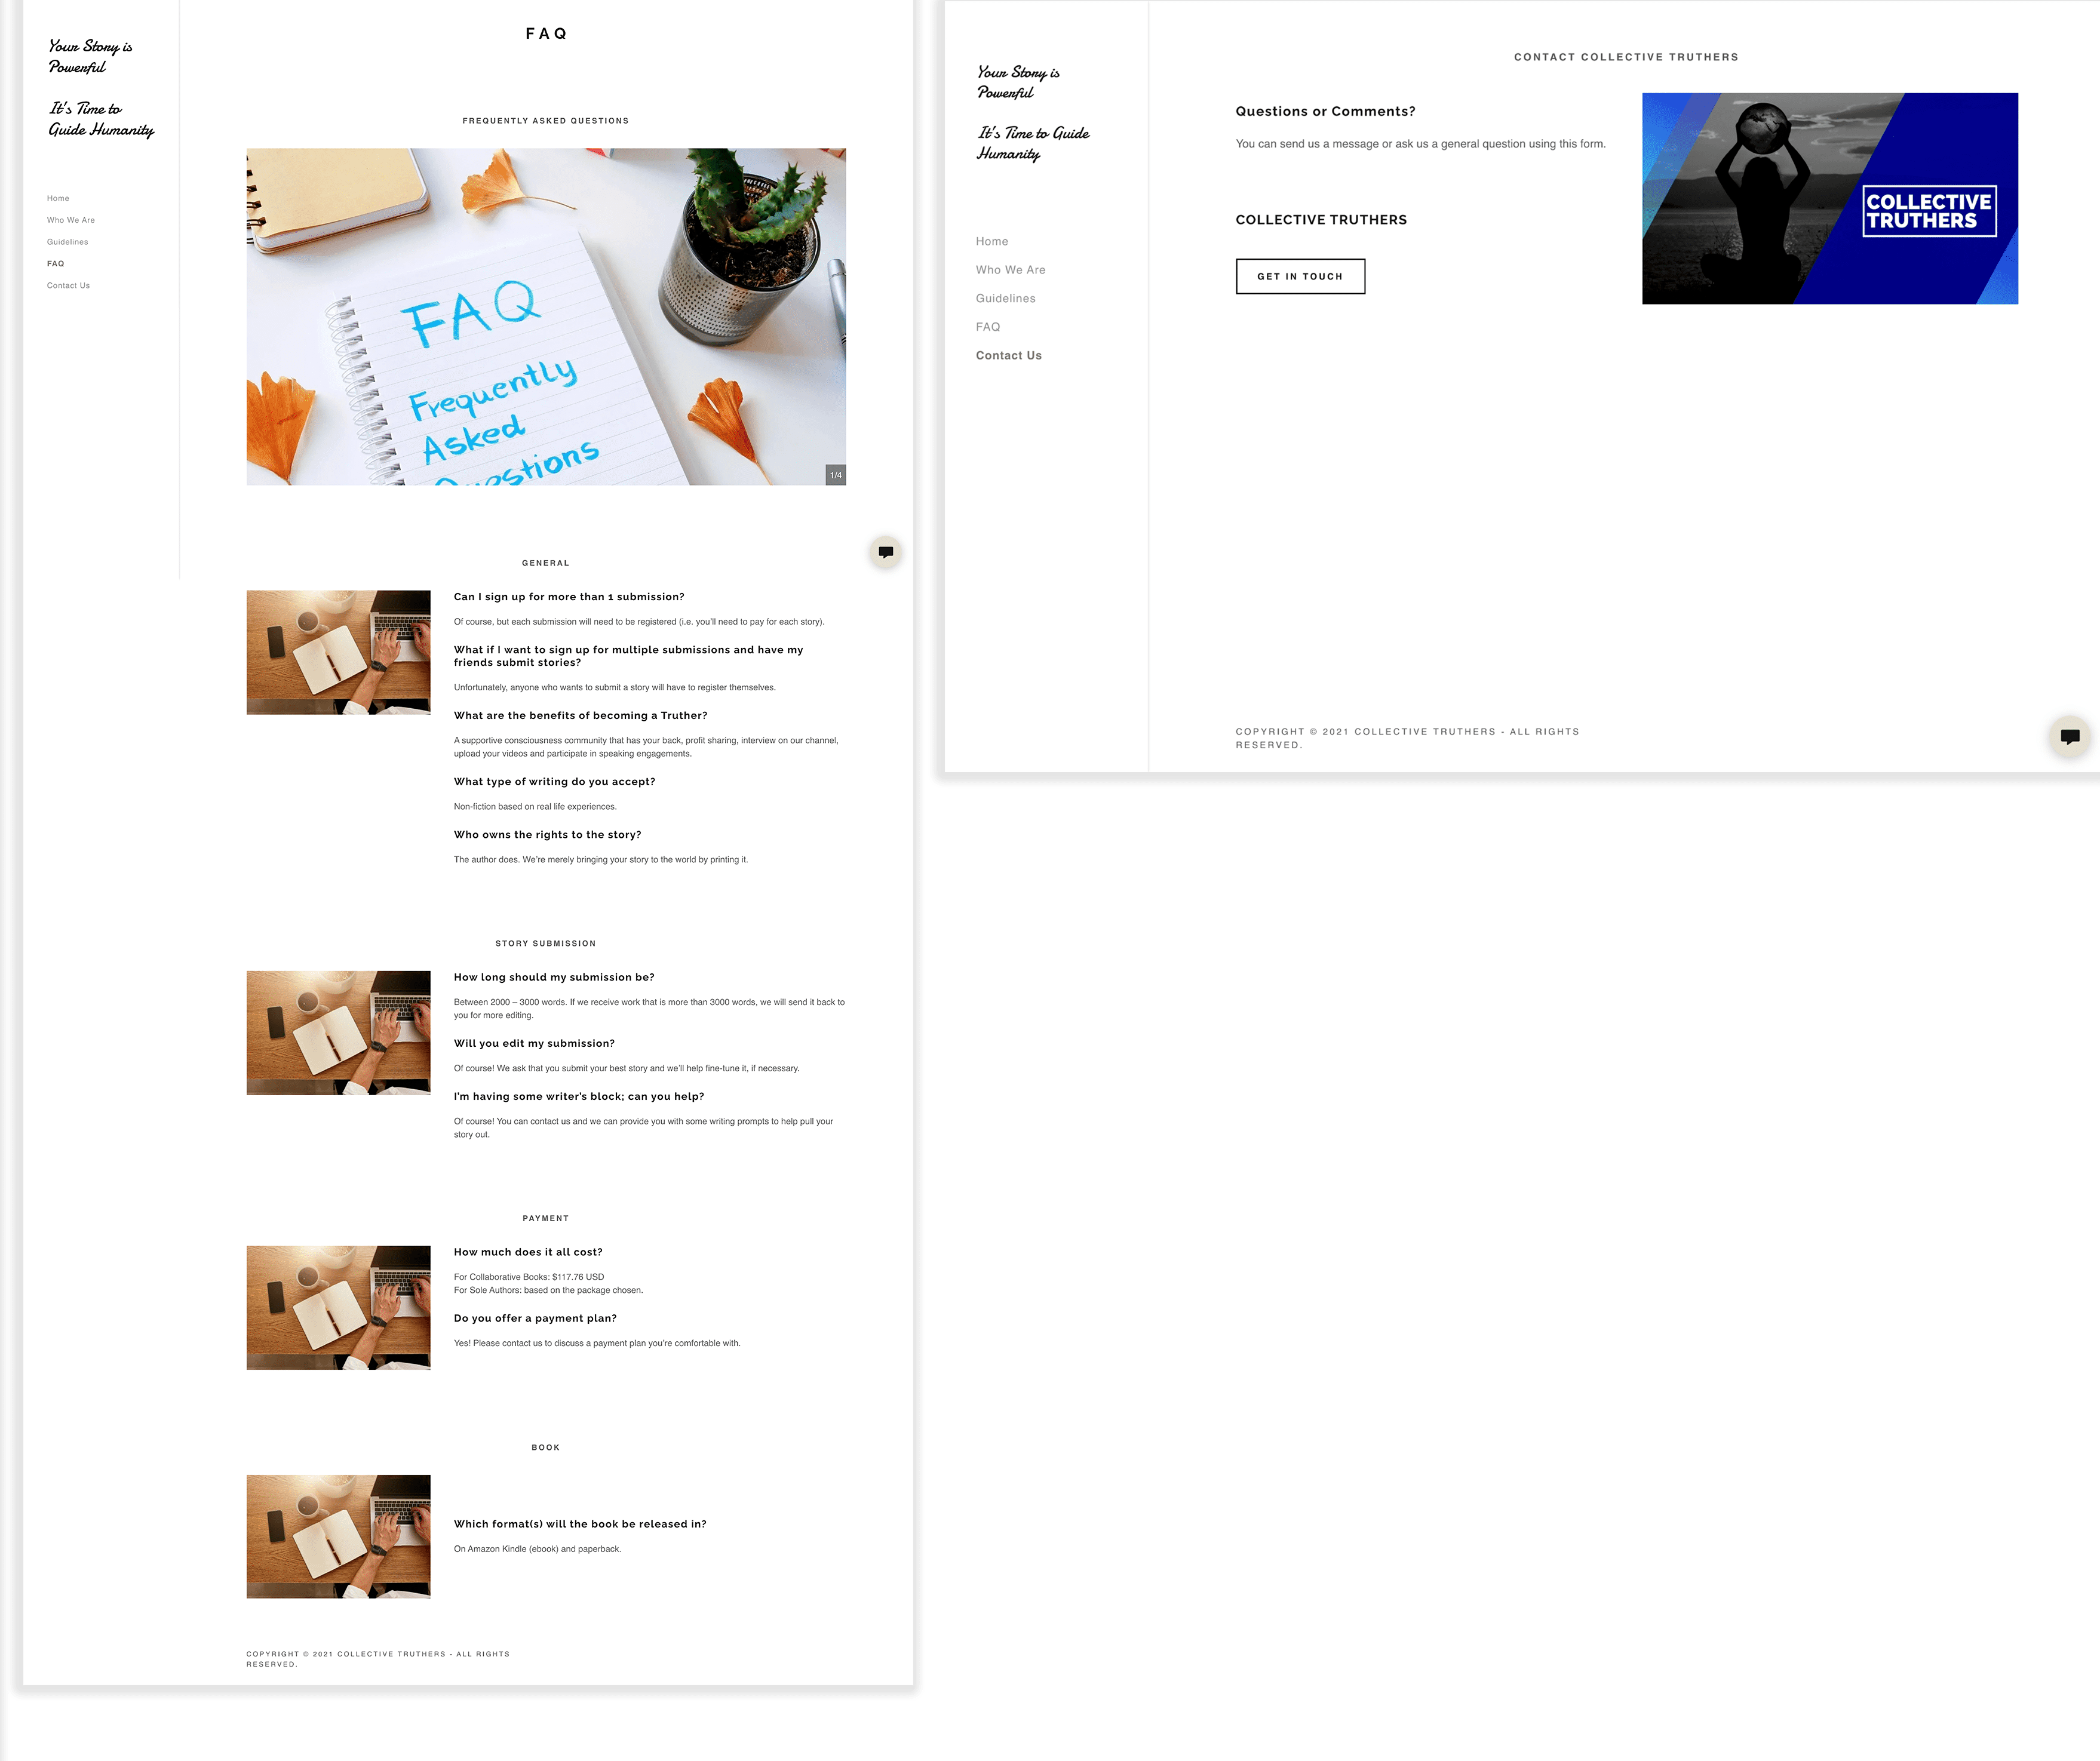 Your Story is
Powerful
It's Time to
Guide Humanity
Home
Who We Are
Guidelines
FAQ
Contact Us
FAQ
FREQUENTLY ASKED QUESTIONS
FAQ
Frequently
Asked
Questions
1/4
GENERAL
Can I sign up for more than 1 submission?
Of course, but each submission will need to be registered (i.e. you'll need to pay for each story).
What if I want to sign up for multiple submissions and have my
friends submit stories?
Unfortunately, anyone who wants to submit a story will have to register themselves.
What are the benefits of becoming a Truther?
A supportive consciousness community that has your back, profit sharing, interview on our channel,
upload your videos and participate in speaking engagements.
What type of writing do you accept?
Non-fiction based on real life experiences.
Who owns the rights to the story?
The author does. We're merely bringing your story to the world by printing it.
STORY SUBMISSION
How long should my submission be?
Between 2000 – 3000 words. If we receive work that is more than 3000 words, we will send it back to
you for more editing.
Will you edit my submission?
Of course! We ask that you submit your best story and we'll help fine-tune it, if necessary.
I'm having some writer's block; can you help?
Of course! You can contact us and we can provide you with some writing prompts to help pull your
story out.
PAYMENT
How much does it all cost?
For Collaborative Books: $117.76 USD
For Sole Authors: based on the package chosen.
Do you offer a payment plan?
Yes! Please contact us to discuss a payment plan you're comfortable with.
BOOK
Which format(s) will the book be released in?
On Amazon Kindle (ebook) and paperback.
COPYRIGHT © 2021 COLLECTIVE TRUTHERS - ALL RIGHTS
RESERVED.
Your Story is
Powerful
It's Time to Guide
Humanity
Home
Who We Are
Guidelines
FAQ
Contact Us
CONTACT COLLECTIVE TRUTHERS
Questions or Comments?
You can send us a message or ask us a general question using this form.
COLLECTIVE TRUTHERS
GET IN TOUCH
COLLECTIVE
TRUTHERS
COPYRIGHT © 2021 COLLECTIVE TRUTHERS - ALL RIGHTS
RESERVED.